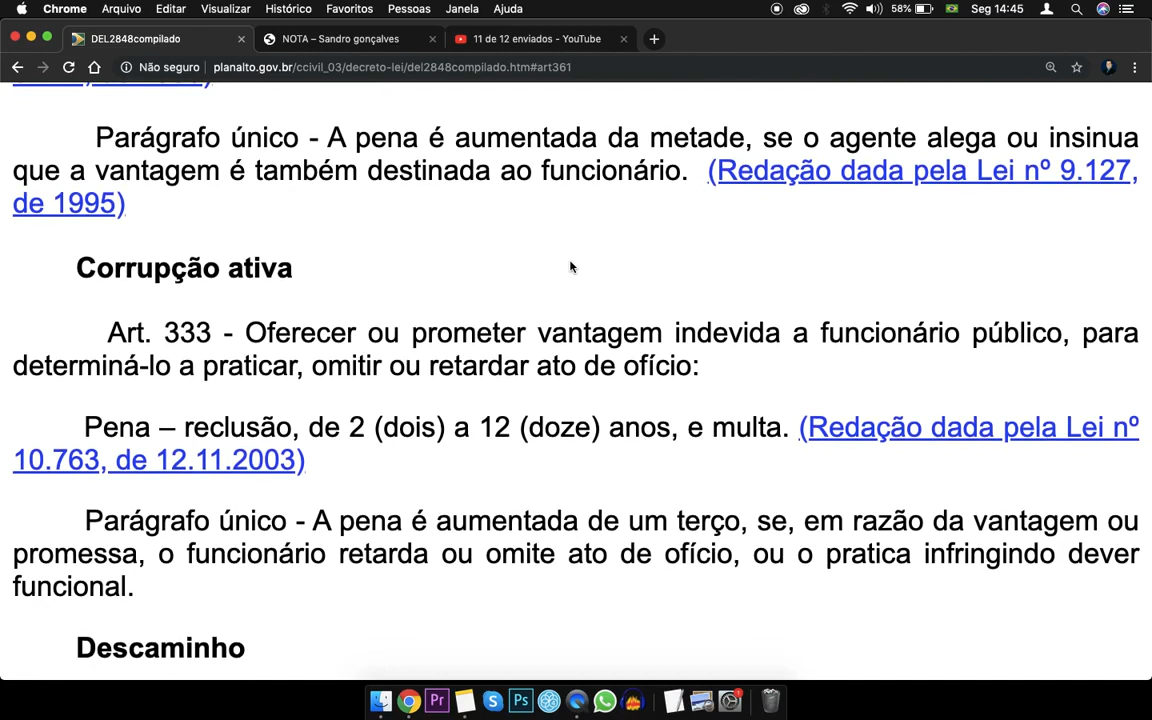 Chrome Arquivo Editar Visualizar Histórico Favoritos Pessoas Janela Ajuda 58% Seg 14:45
DEL2848compilado NOTA – Sandro gonçalves 11 de 12 enviados - YouTube
Não seguro planalto.gov.br/ccivil_03/decreto-lei/del2848compilado.htm#art361
Parágrafo único - A pena é aumentada da metade, se o agente alega ou insinua
que a vantagem é também destinada ao funcionário. (Redação dada pela Lei nº 9.127,
de 1995)
Corrupção ativa
Art. 333 - Oferecer ou prometer vantagem indevida a funcionário público, para
determiná-lo a praticar, omitir ou retardar ato de ofício:
Pena – reclusão, de 2 (dois) a 12 (doze) anos, e multa. (Redação dada pela Lei nº
10.763, de 12.11.2003)
Parágrafo único - A pena é aumentada de um terço, se, em razão da vantagem ou
promessa, o funcionário retarda ou omite ato de ofício, ou o pratica infringindo dever
funcional.
Descaminho
Pr Ps